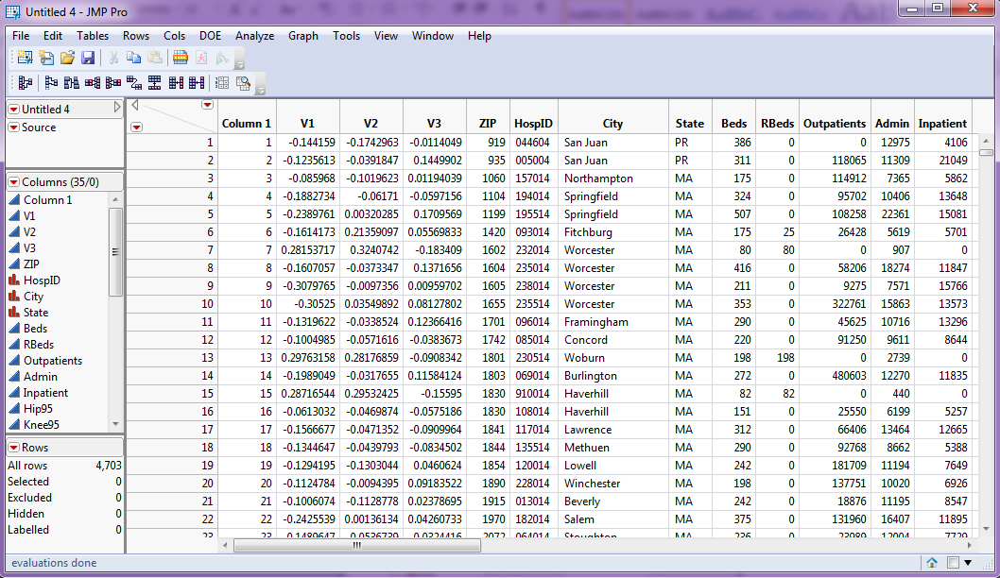 Untitled 4 - JMP Pro
File Edit Tables Rows Cols DOE Analyze Graph Tools View Window Help
Untitled 4
Source
Columns (35/0)
Column 1
V1
V2
V3
ZIP
HospID
City
State
Beds
RBeds
Outpatients
Admin
Inpatient
Hip95
Knee95
Rows
All rows 4,703
Selected 0
Excluded 0
Hidden 0
Labelled 0
Column 1 V1 V2 V3 ZIP HospID City State Beds RBeds Outpatients Admin Inpatient
1 1 -0.144159 -0.1742963 -0.0114049 919 044604 San Juan PR 386 0 0 12975 4106
2 2 -0.1235613 -0.0391847 0.1449902 935 005004 San Juan PR 311 0 118065 11309 21049
3 3 -0.085968 -0.1019623 0.01194039 1060 157014 Northampton MA 175 0 114912 7365 5862
4 4 -0.1882734 -0.06171 -0.0597156 1104 194014 Springfield MA 324 0 95702 10406 13648
5 5 -0.2389761 0.00320285 0.1709569 1199 195514 Springfield MA 507 0 108258 22361 15081
6 6 -0.1614173 0.21359097 0.05569833 1420 093014 Fitchburg MA 175 25 26428 5619 5701
7 7 0.28153717 0.3240742 -0.183409 1602 232014 Worcester MA 80 80 0 907 0
8 8 -0.1607057 -0.0373347 0.1371656 1604 235014 Worcester MA 416 0 58206 18274 11847
9 9 -0.3079765 -0.0097356 0.00959702 1605 238014 Worcester MA 211 0 9275 7571 15766
10 10 -0.30525 0.03549892 0.08127802 1655 235514 Worcester MA 353 0 322761 15863 13573
11 11 -0.1319622 -0.0338524 0.12366416 1701 096014 Framingham MA 290 0 45625 10716 13296
12 12 -0.1004985 -0.0571616 -0.0383673 1742 085014 Concord MA 220 0 91250 9611 8644
13 13 0.29763158 0.28176859 -0.0908342 1801 230514 Woburn MA 198 198 0 2739 0
14 14 -0.1989049 -0.0317655 0.11584124 1803 069014 Burlington MA 272 0 480603 12270 11835
15 15 0.28716544 0.29532425 -0.15595 1830 910014 Haverhill MA 82 82 0 440 0
16 16 -0.0613032 -0.0469874 -0.0575186 1830 108014 Haverhill MA 151 0 25550 6199 5257
17 17 -0.1566677 -0.0471352 -0.0909964 1841 117014 Lawrence MA 312 0 66406 13464 12665
18 18 -0.1344647 -0.0439793 -0.0834502 1844 135514 Methuen MA 290 0 92768 8662 5388
19 19 -0.1294195 -0.1303044 0.0460624 1854 120014 Lowell MA 242 0 181709 11194 7649
20 20 -0.1124784 -0.0094395 0.09183522 1890 228014 Winchester MA 198 0 137751 10020 6926
21 21 -0.1006074 -0.1128778 0.02378695 1915 013014 Beverly MA 242 0 18876 11195 8547
22 22 -0.2425539 0.00136134 0.04260733 1970 182014 Salem MA 375 0 131960 16407 11895
23 23 -0.1489647 -0.0536739 0.0324416 2072 064014 Stoughton MA 236 0 23989 12004 7729
evaluations done